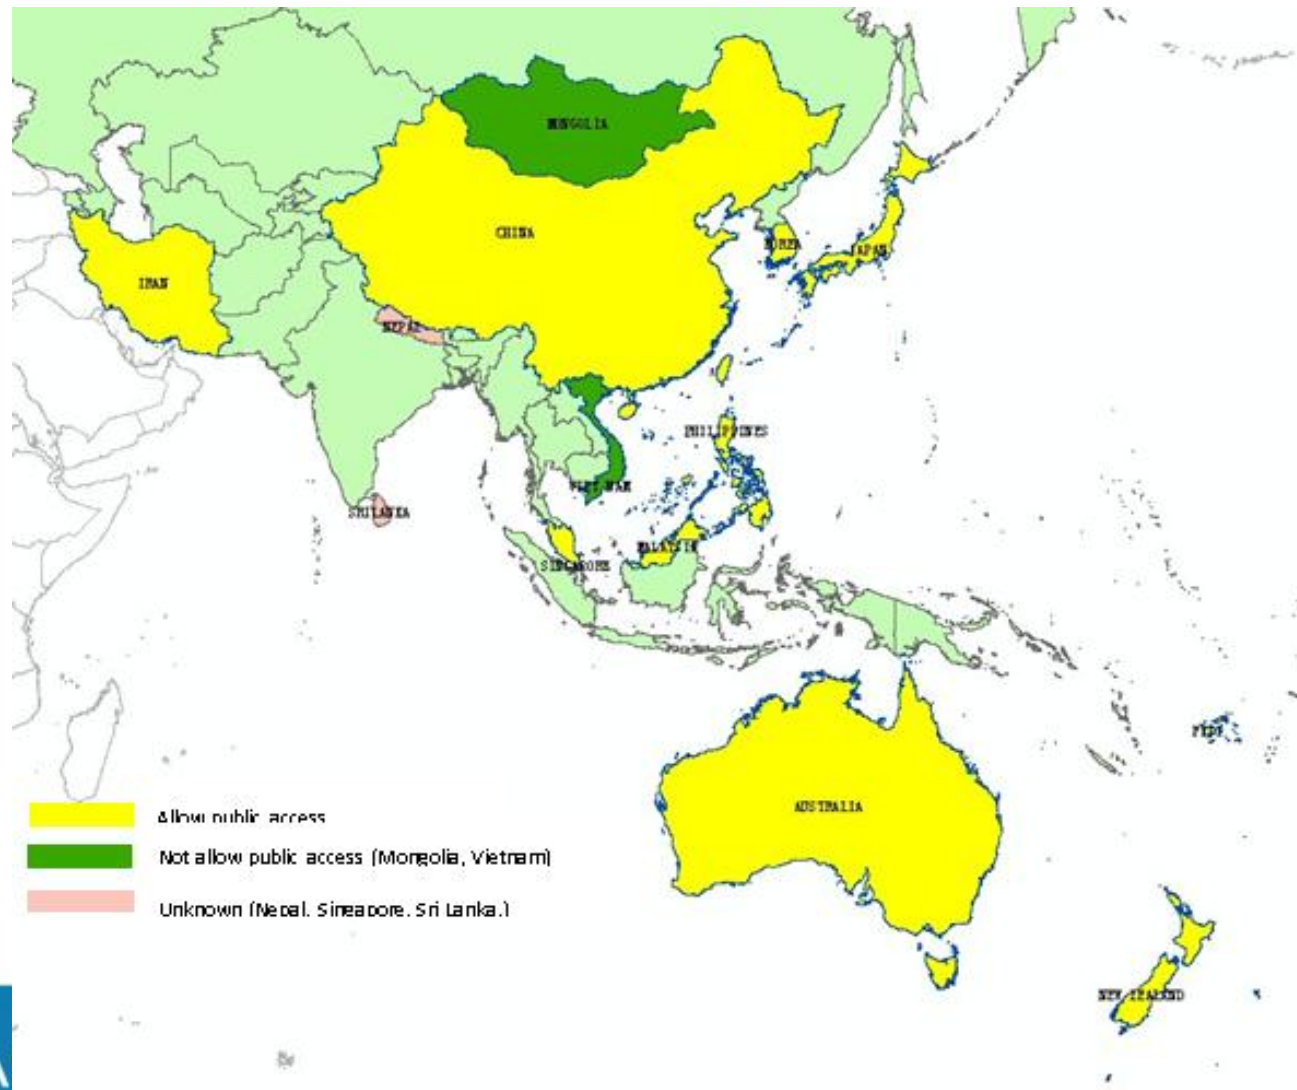 MONGOLIA
CHINA
KOREA
JAPAN
IRAN
NEPAL
PHILIPPINES
VIET NAM
SRI LANKA
MALAYSIA
SINGAPORE
FIJI
AUSTRALIA
Allow public access
Not allow public access (Mongolia, Vietnam)
Unknown (Nepal, Singapore, Sri Lanka,)
NEW ZEALAND